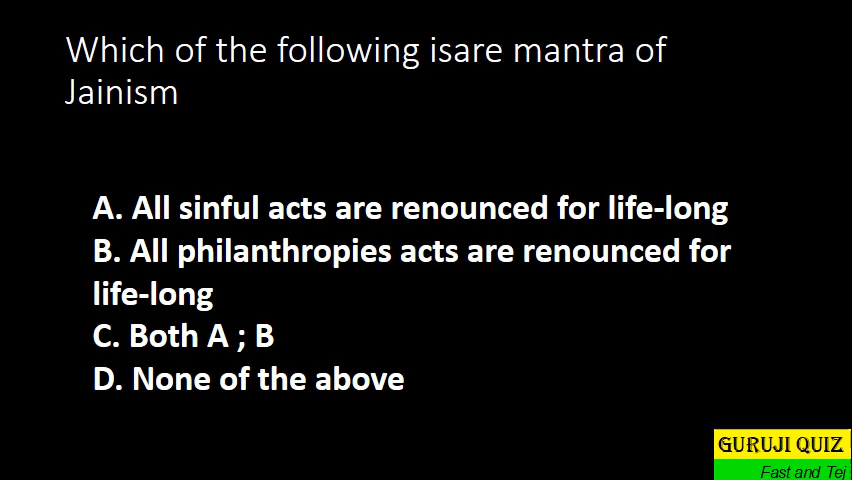 Which of the following isare mantra of
Jainism
A. All sinful acts are renounced for life-long
B. All philanthropies acts are renounced for
life-long
C. Both A ; B
D. None of the above
GURUJI QUIZ
Fast and Tej